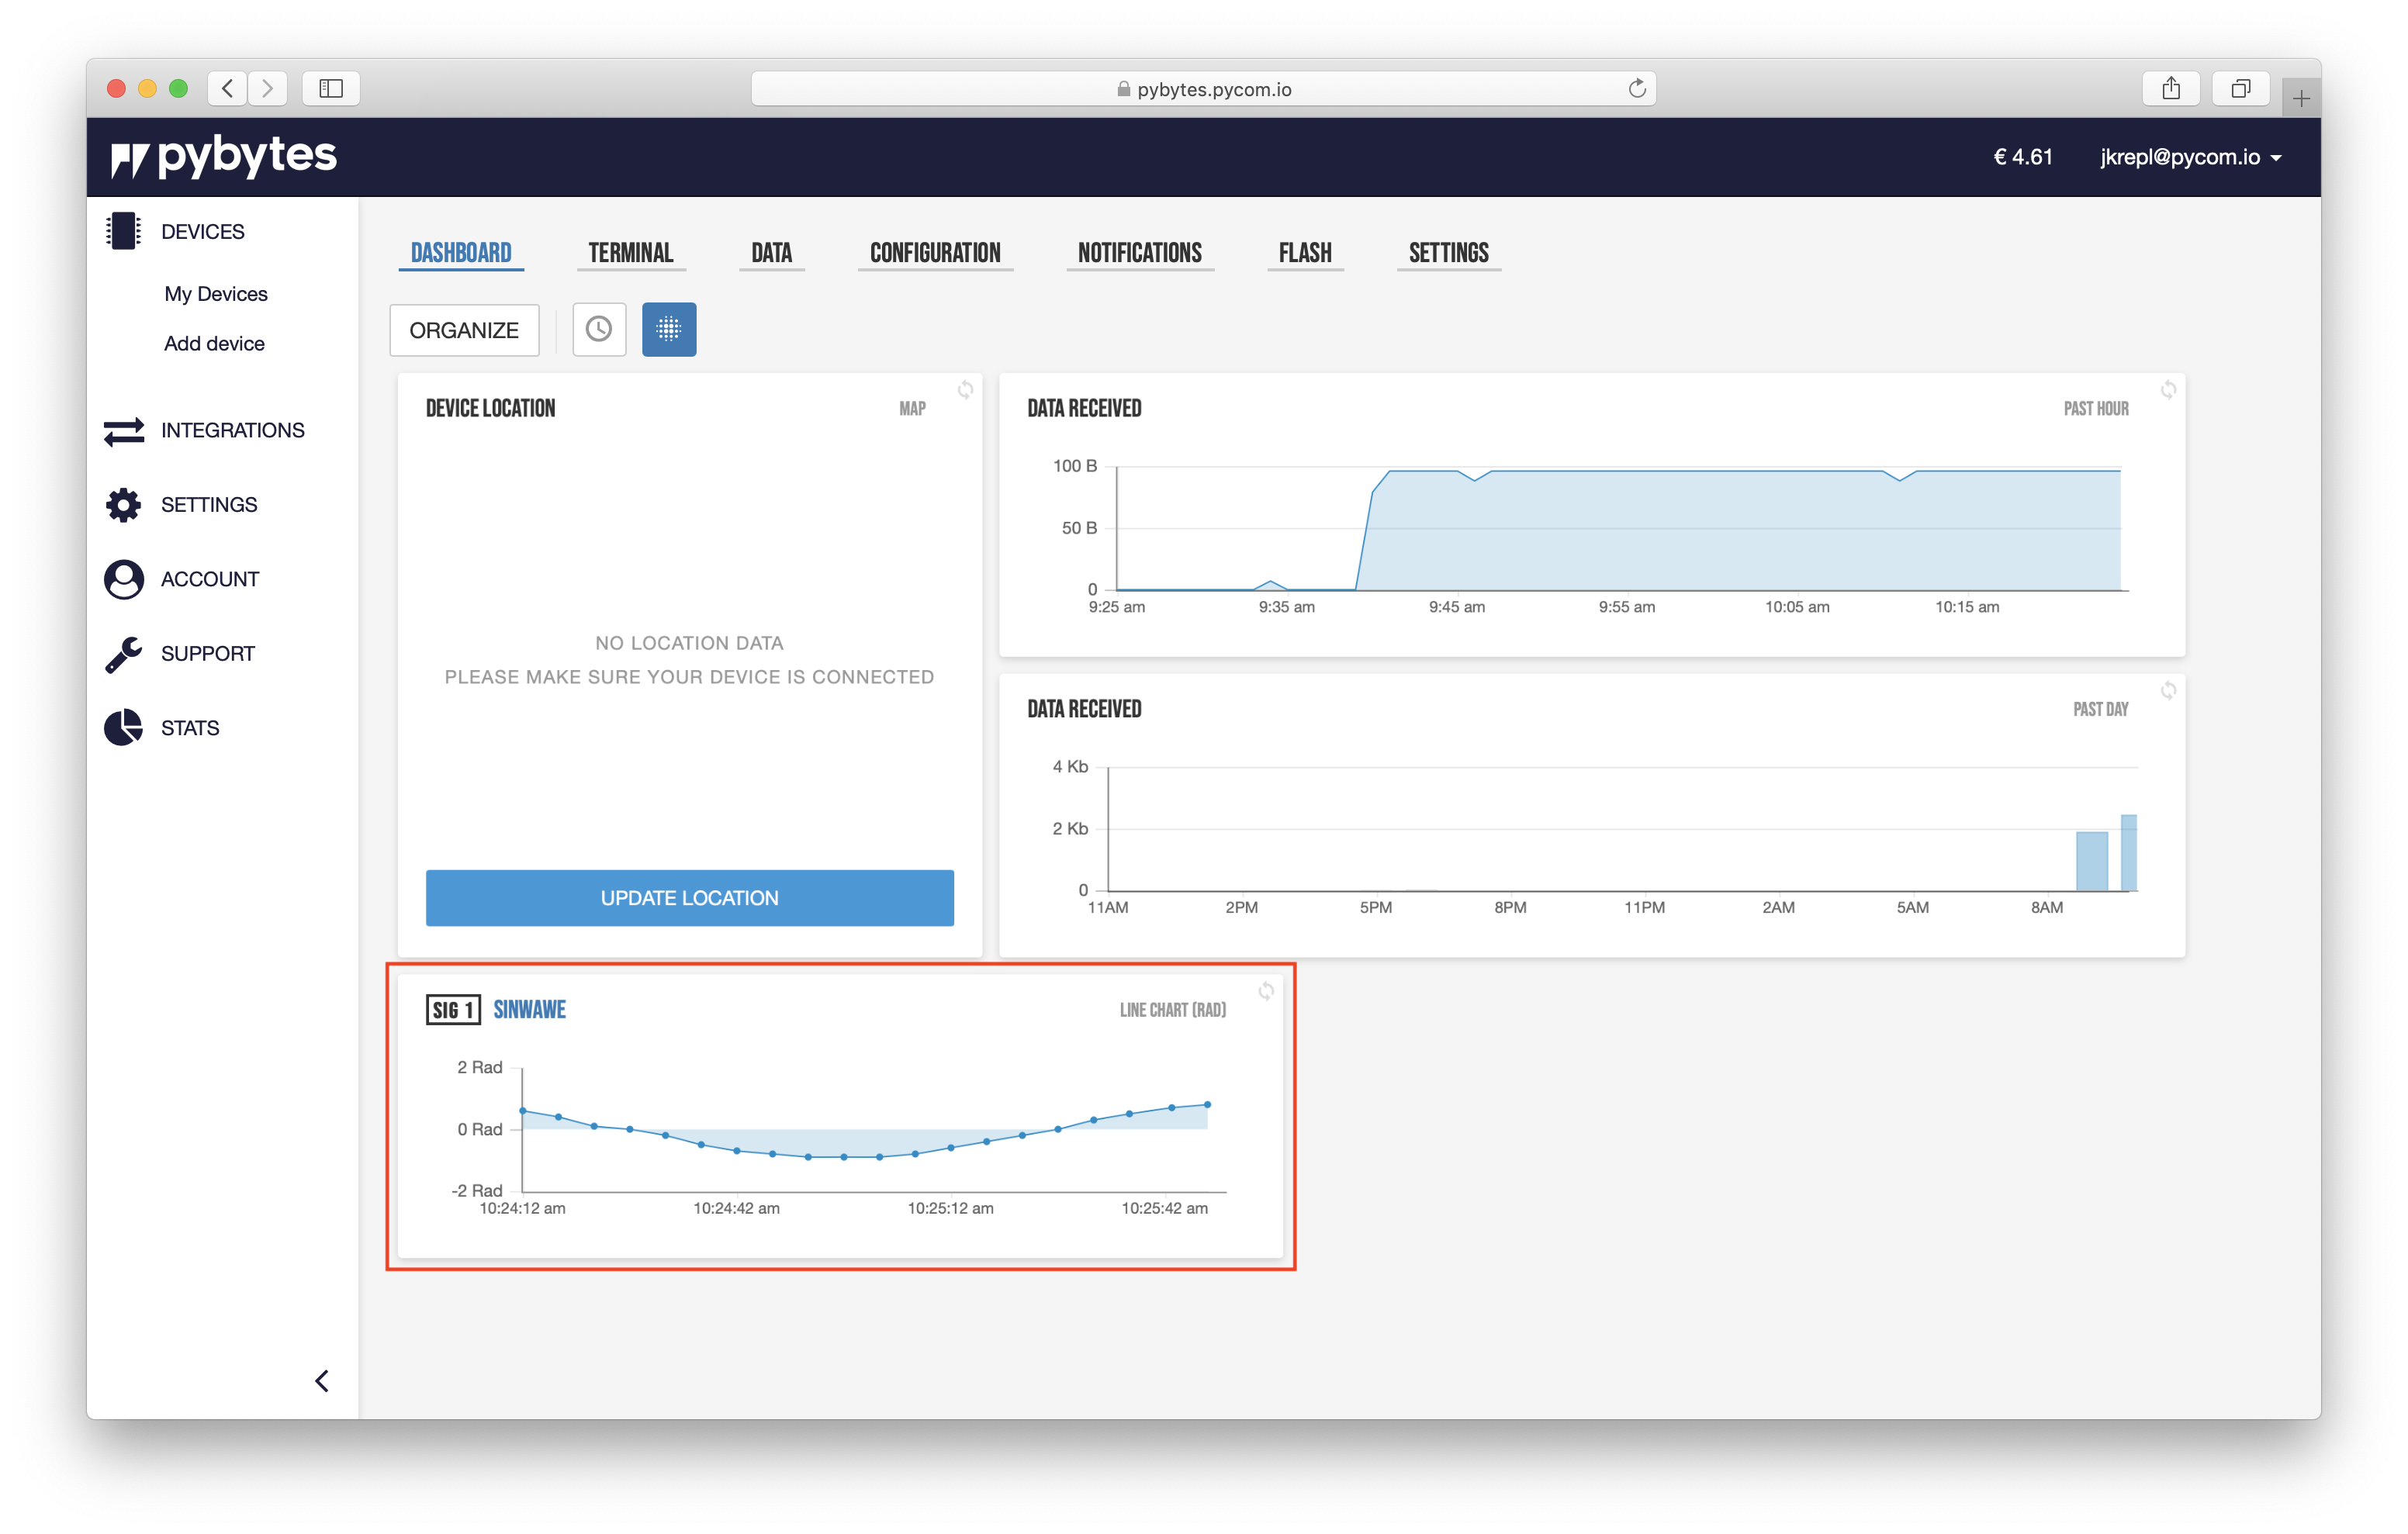 pybytes.pycom.io
pybytes
€ 4.61 jkrepl@pycom.io
DEVICES
My Devices
Add device
INTEGRATIONS
SETTINGS
ACCOUNT
SUPPORT
STATS
DASHBOARD TERMINAL DATA CONFIGURATION NOTIFICATIONS FLASH SETTINGS
ORGANIZE
DEVICE LOCATION MAP
NO LOCATION DATA
PLEASE MAKE SURE YOUR DEVICE IS CONNECTED
UPDATE LOCATION
DATA RECEIVED PAST HOUR
100 B
50 B
0
9:25 am 9:35 am 9:45 am 9:55 am 10:05 am 10:15 am
DATA RECEIVED PAST DAY
4 Kb
2 Kb
0
11AM 2PM 5PM 8PM 11PM 2AM 5AM 8AM
SIG 1 SINWAWE LINE CHART (RAD)
2 Rad
0 Rad
-2 Rad
10:24:12 am 10:24:42 am 10:25:12 am 10:25:42 am